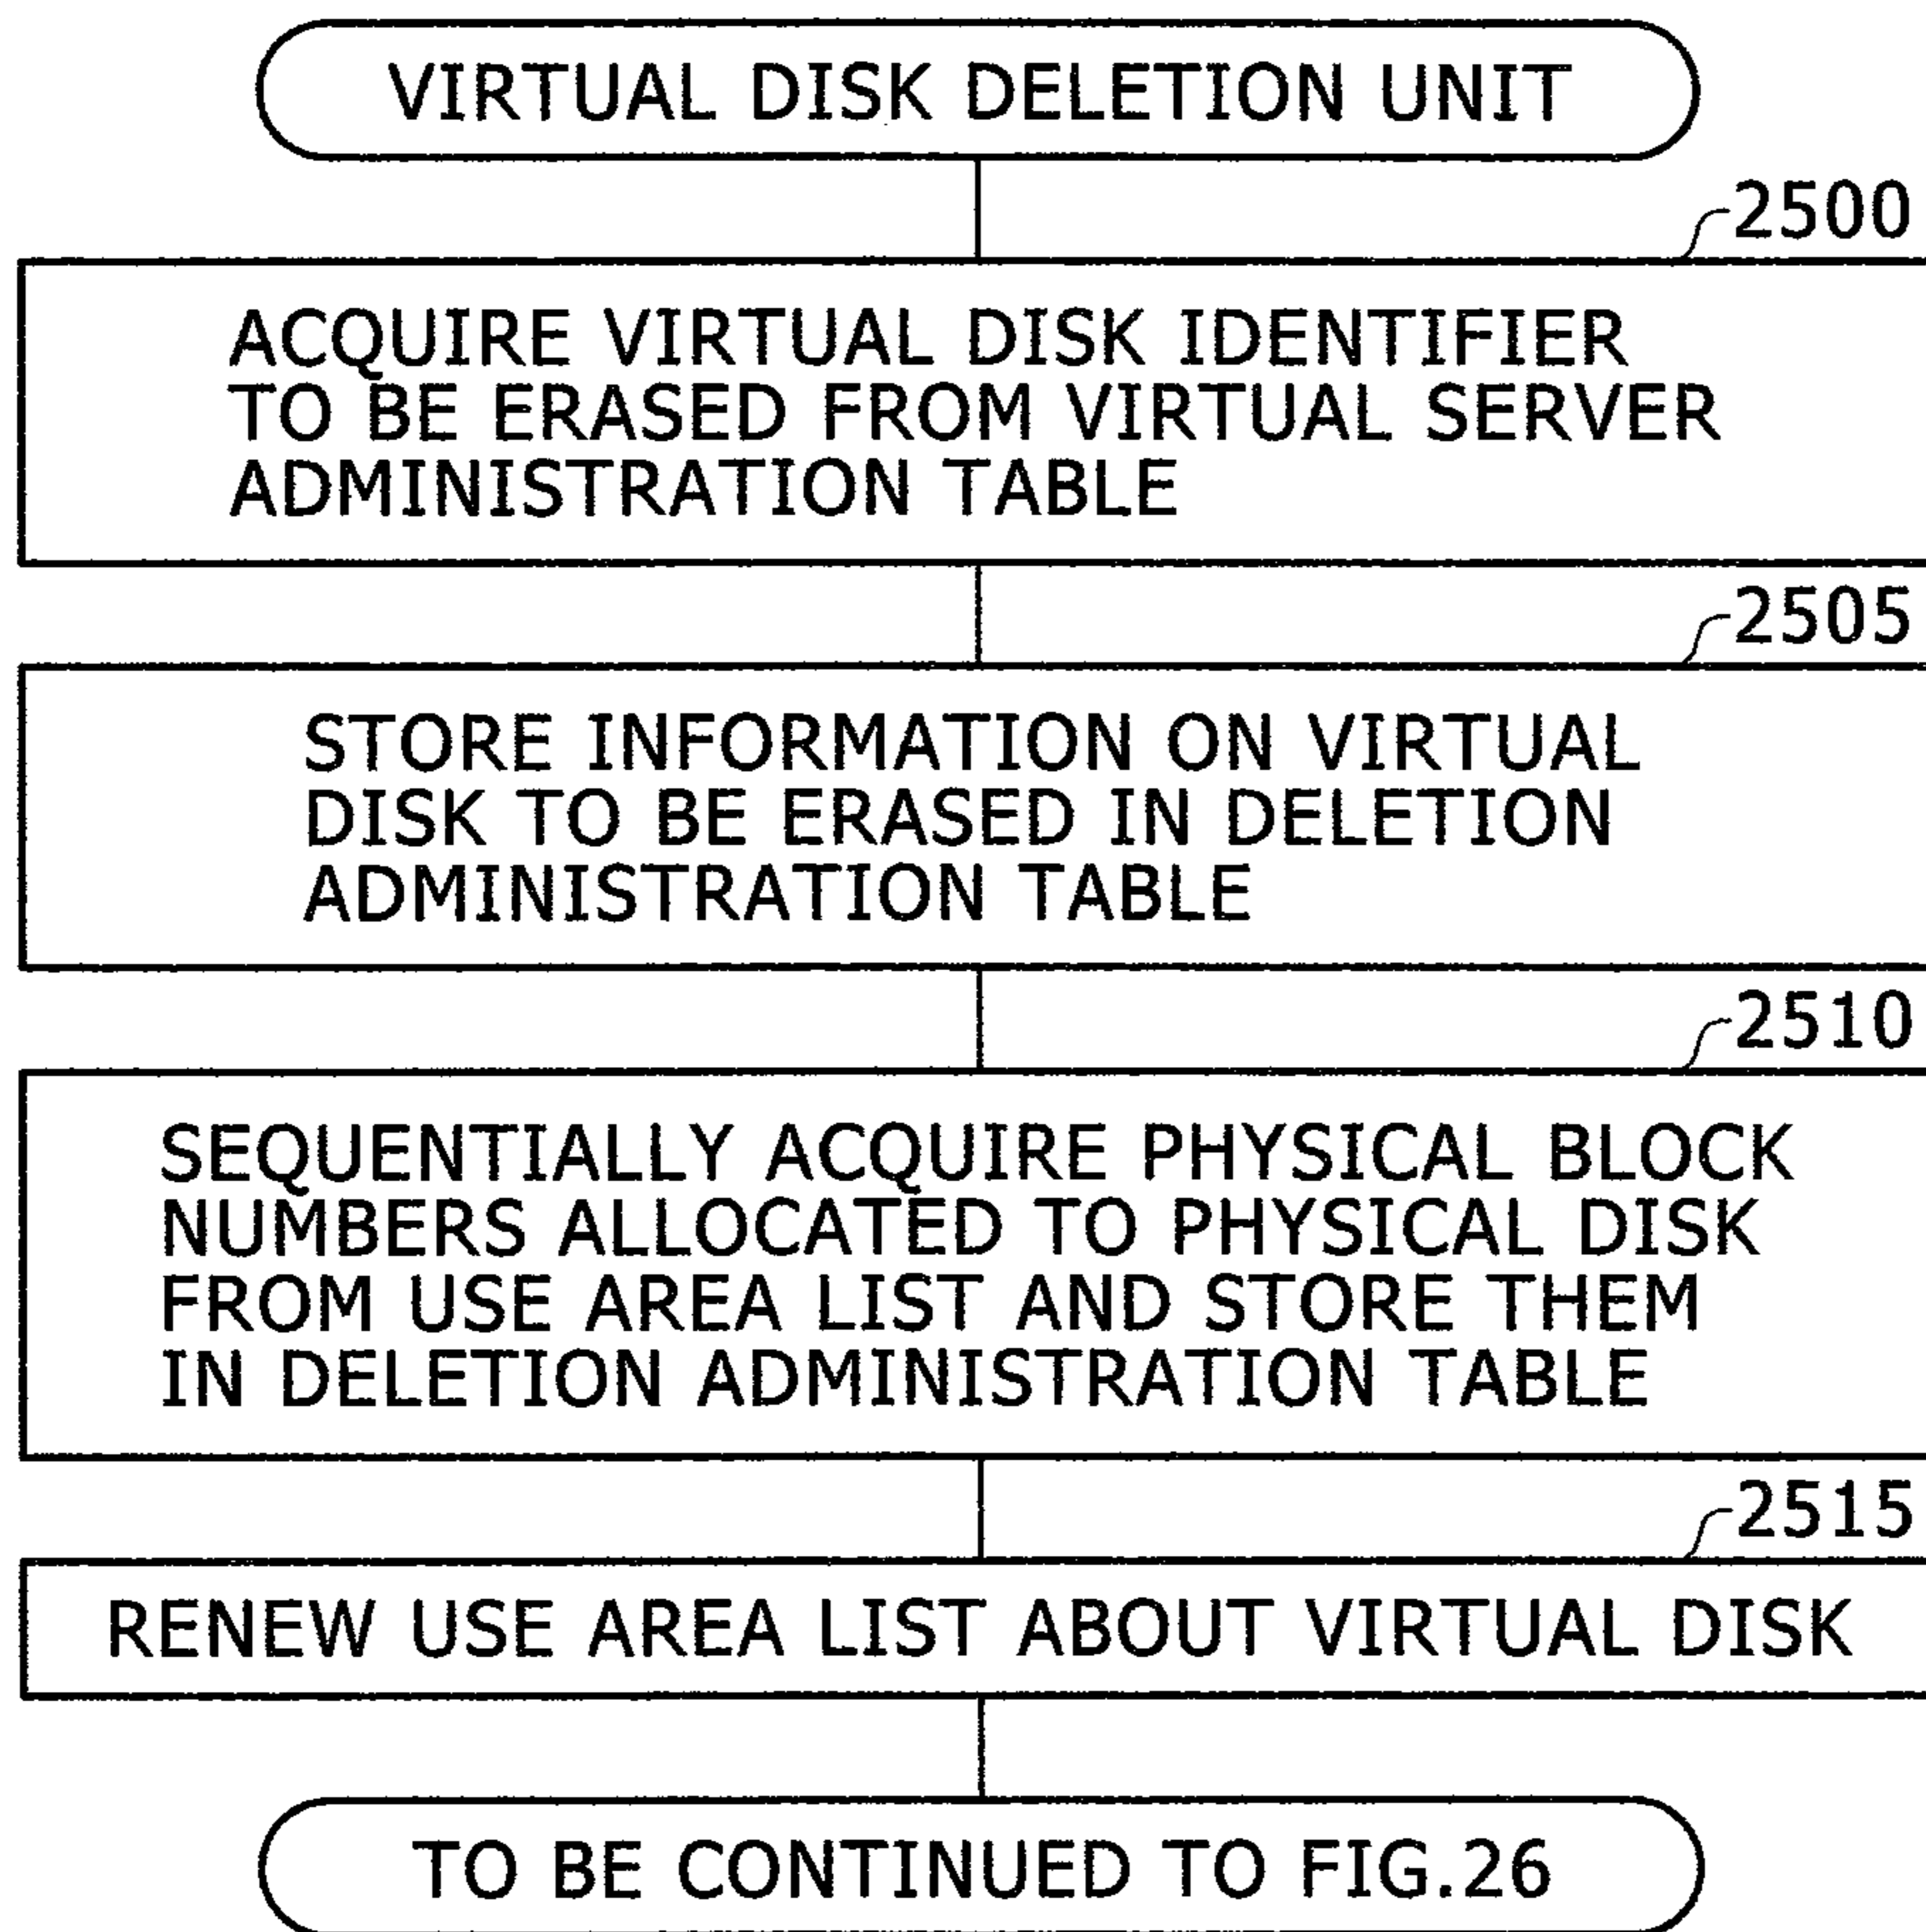 VIRTUAL DISK DELETION UNIT
2500
ACQUIRE VIRTUAL DISK IDENTIFIER
TO BE ERASED FROM VIRTUAL SERVER
ADMINISTRATION TABLE
2505
STORE INFORMATION ON VIRTUAL
DISK TO BE ERASED IN DELETION
ADMINISTRATION TABLE
2510
SEQUENTIALLY ACQUIRE PHYSICAL BLOCK
NUMBERS ALLOCATED TO PHYSICAL DISK
FROM USE AREA LIST AND STORE THEM
IN DELETION ADMINISTRATION TABLE
2515
RENEW USE AREA LIST ABOUT VIRTUAL DISK
TO BE CONTINUED TO FIG.26